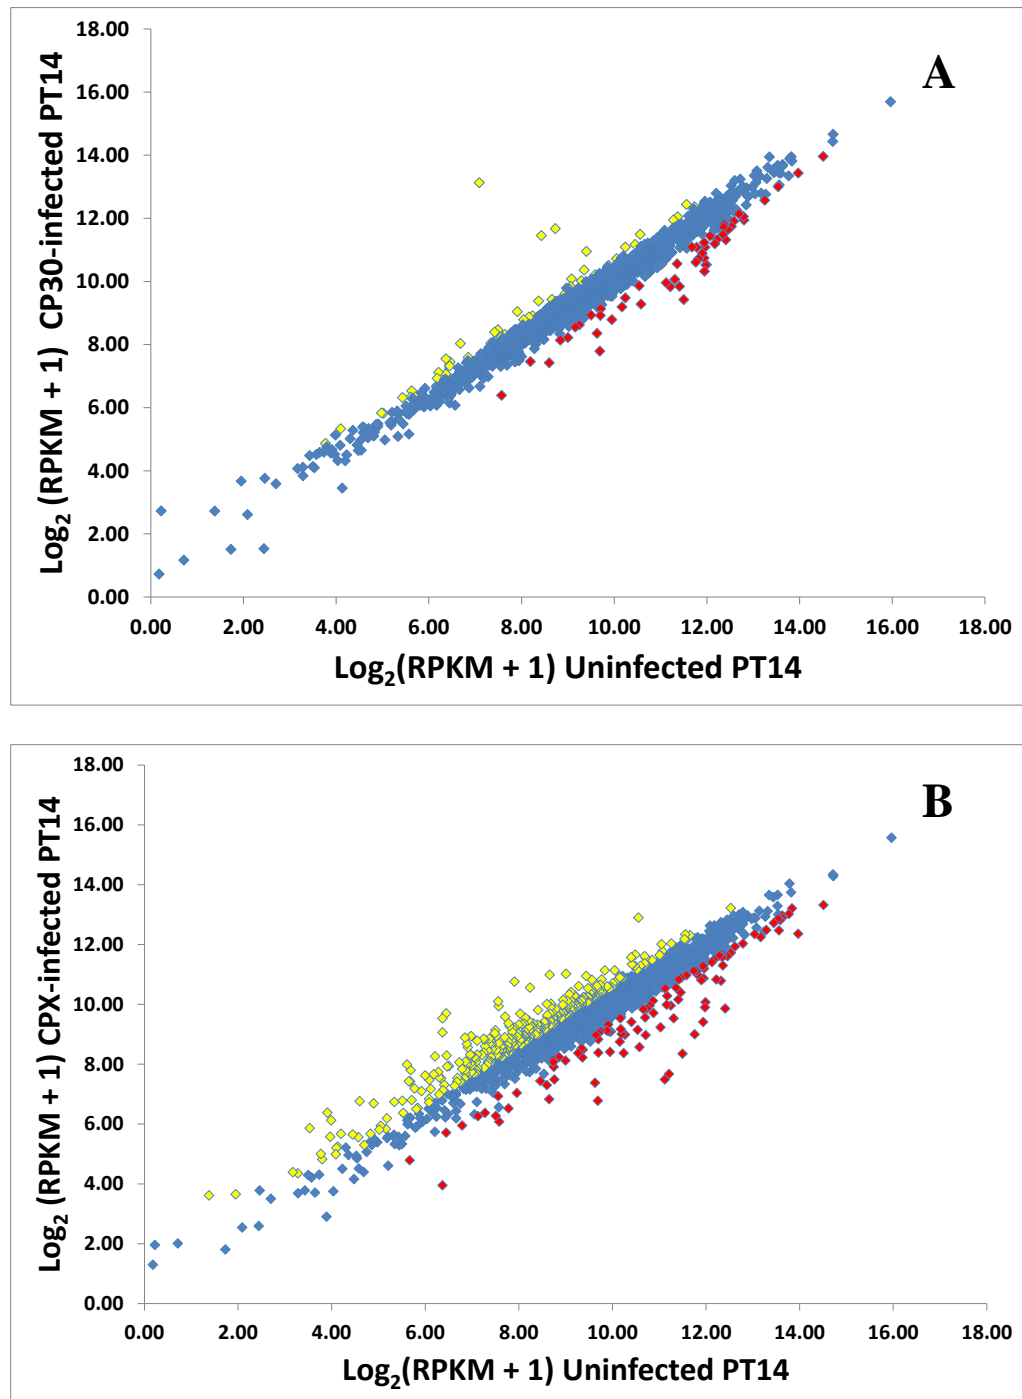 A
18.00
16.00
14.00
12.00
10.00
8.00
6.00
4.00
2.00
0.00
Log₂ (RPKM + 1) CP30-infected PT14
0.00 2.00 4.00 6.00 8.00 10.00 12.00 14.00 16.00 18.00
Log₂(RPKM + 1) Uninfected PT14
B
18.00
16.00
14.00
12.00
10.00
8.00
6.00
4.00
2.00
0.00
Log₂ (RPKM + 1) CPX-infected PT14
0.00 2.00 4.00 6.00 8.00 10.00 12.00 14.00 16.00 18.00
Log₂(RPKM + 1) Uninfected PT14